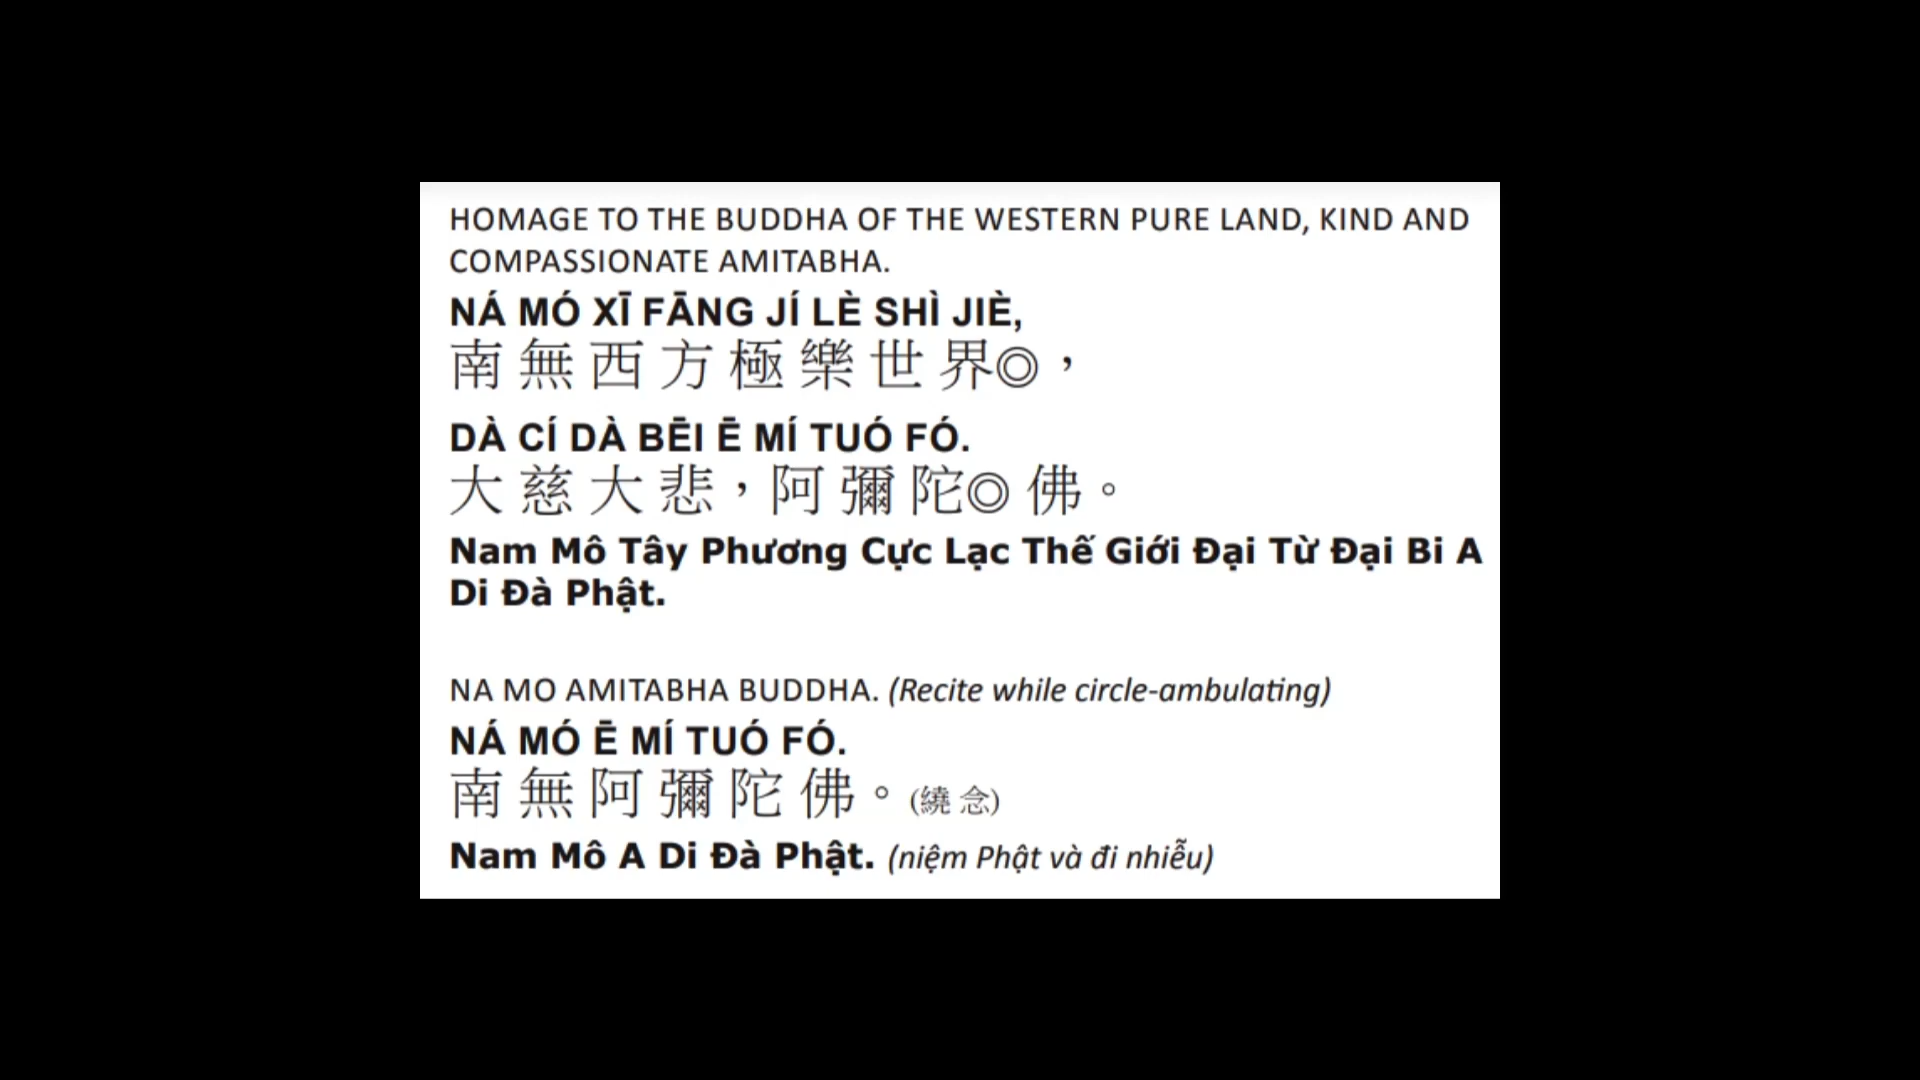 HOMAGE TO THE BUDDHA OF THE WESTERN PURE LAND, KIND AND
COMPASSIONATE AMITABHA.
NÁ MÓ XĪ FĀNG JÍ LÈ SHÌ JIÈ,
南 無 西 方 極 樂 世 界◎，
DÀ CÍ DÀ BĒI Ē MÍ TUÓ FÓ.
大 慈 大 悲，阿 彌 陀◎ 佛。
Nam Mô Tây Phương Cực Lạc Thế Giới Đại Từ Đại Bi A
Di Đà Phật.
NA MO AMITABHA BUDDHA. (Recite while circle-ambulating)
NÁ MÓ Ē MÍ TUÓ FÓ.
南 無 阿 彌 陀 佛。(繞 念)
Nam Mô A Di Đà Phật. (niệm Phật và đi nhiễu)